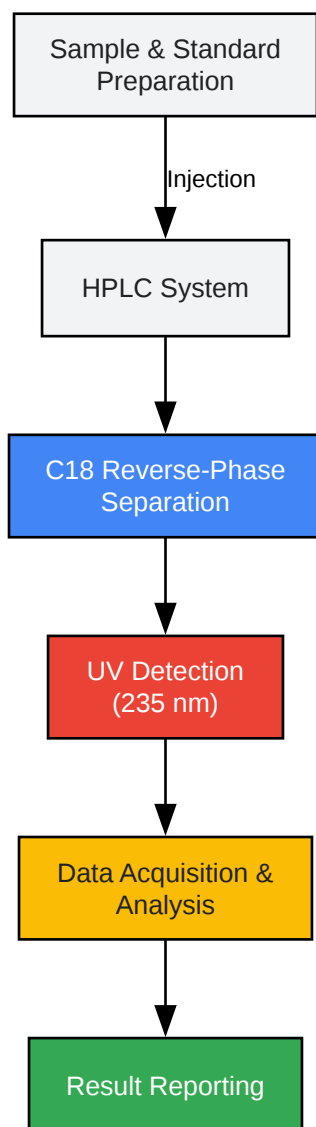 Sample & Standard
Preparation
Injection
HPLC System
C18 Reverse-Phase
Separation
UV Detection
(235 nm)
Data Acquisition &
Analysis
Result Reporting